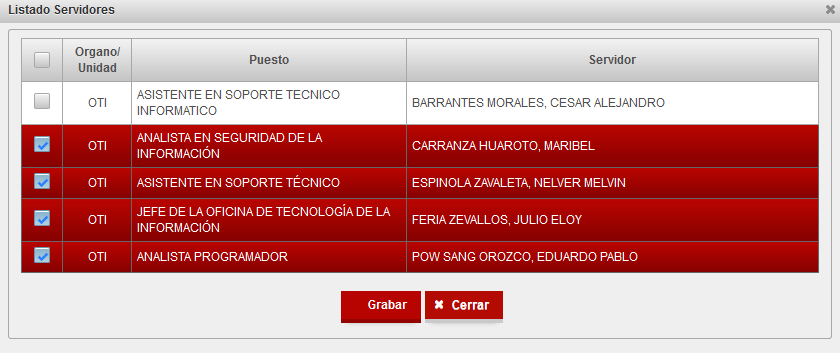 Listado Servidores
Organo/
Unidad
Puesto
Servidor
OTI
ASISTENTE EN SOPORTE TECNICO
INFORMATICO
BARRANTES MORALES, CESAR ALEJANDRO
OTI
ANALISTA EN SEGURIDAD DE LA
INFORMACIÓN
CARRANZA HUAROTO, MARIBEL
OTI
ASISTENTE EN SOPORTE TÉCNICO
ESPINOLA ZAVALETA, NELVER MELVIN
OTI
JEFE DE LA OFICINA DE TECNOLOGÍA DE LA
INFORMACIÓN
FERIA ZEVALLOS, JULIO ELOY
OTI
ANALISTA PROGRAMADOR
POW SANG OROZCO, EDUARDO PABLO
Grabar
Cerrar